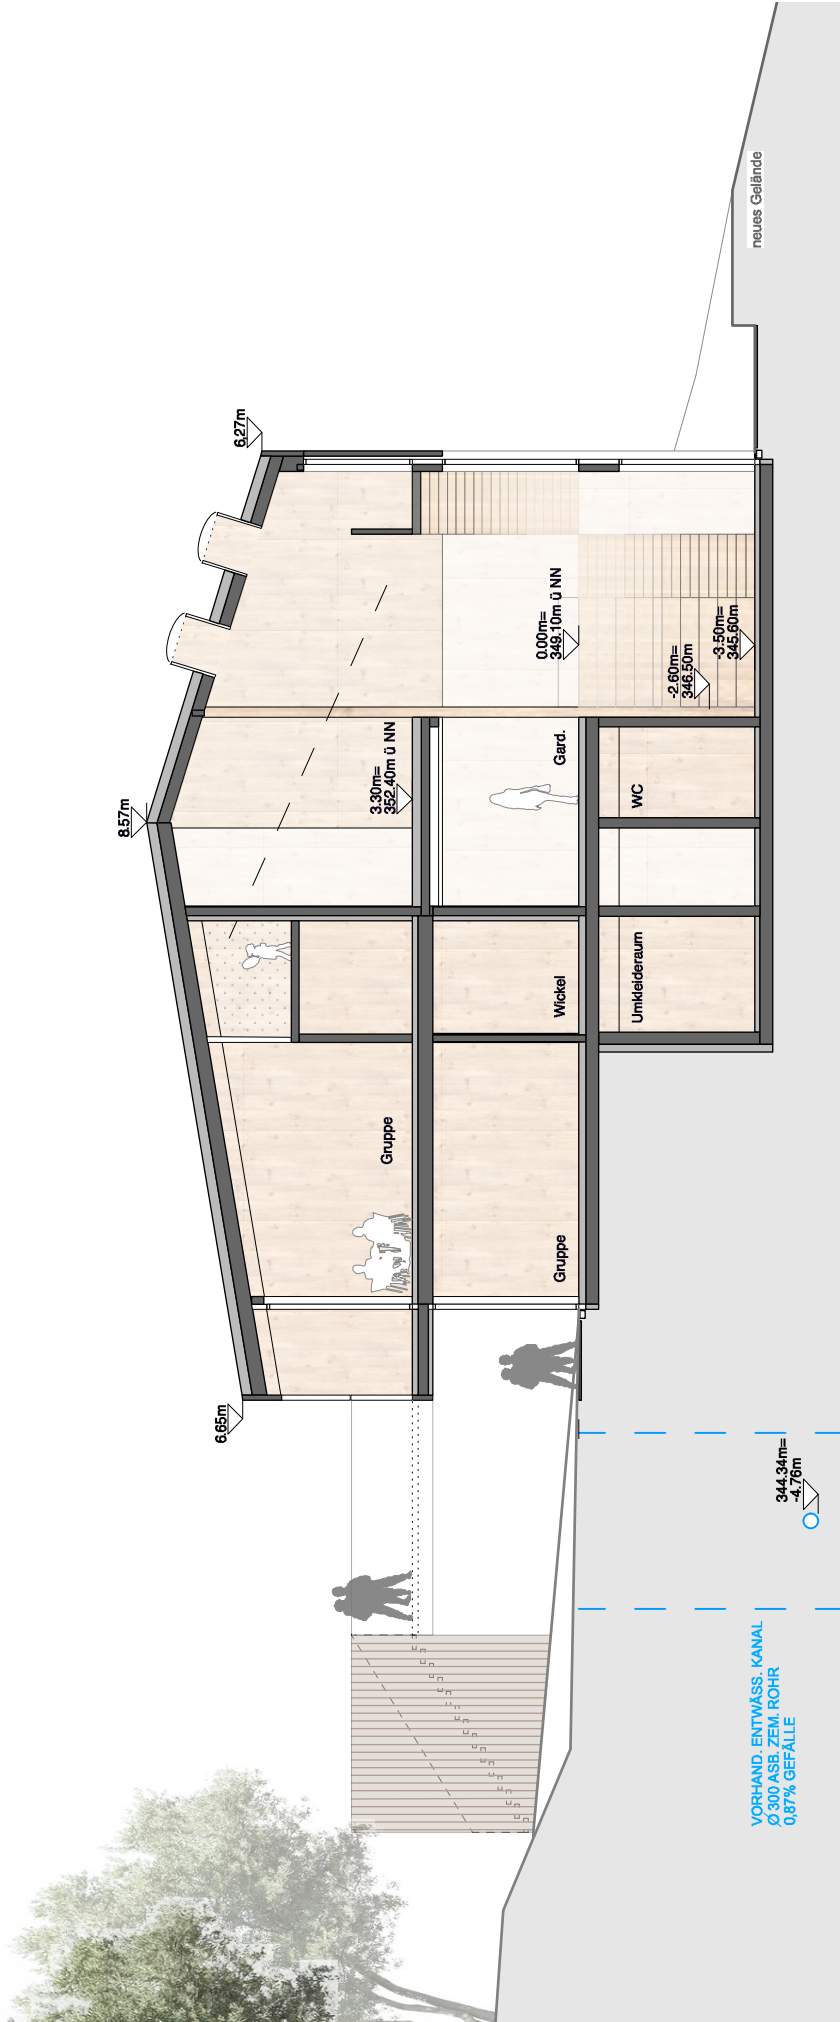 6.65m
8.57m
6.27m
Gruppe
3.30m=
352.40m ü NN
Gruppe
Wickel
Gard.
0.00m=
349.10m ü NN
Umkleideraum
WC
-2.60m=
346.50m
-3.50m=
345.60m
neues Gelände
344.34m=
-4.76m
VORHAND. ENTWÄSS. KANAL
Ø 300 ASB. ZEM. ROHR
0,87% GEFÄLLE